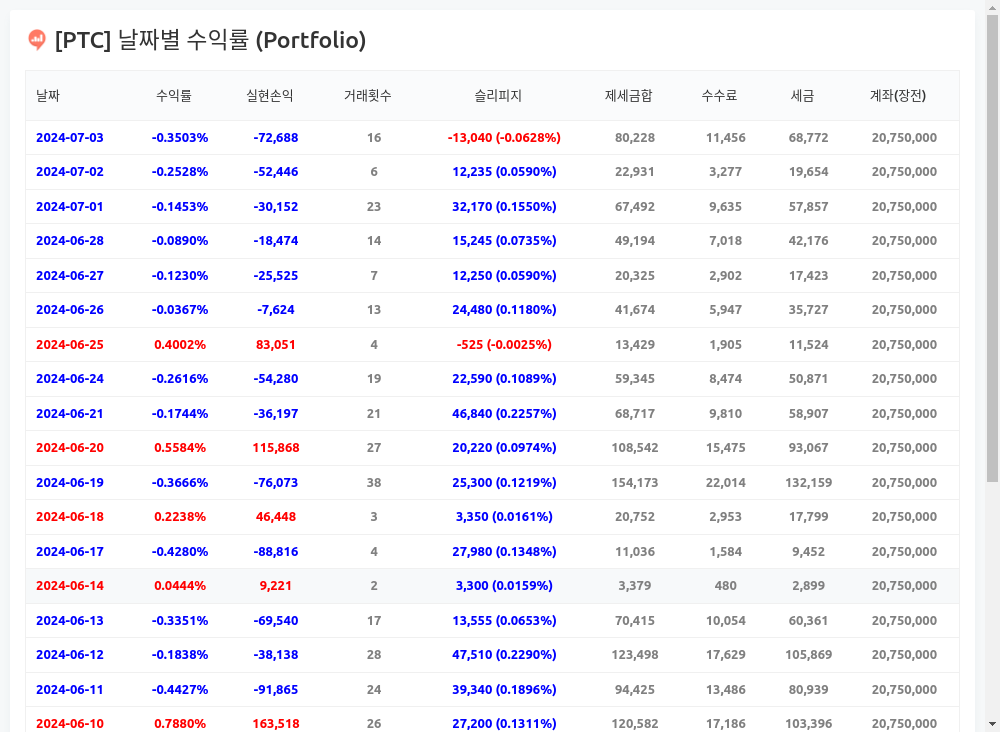 [PTC] 날짜별 수익률 (Portfolio)
날짜 수익률 실현손익 거래횟수 슬리피지 제세금합 수수료 세금 계좌(장전)
2024-07-03 -0.3503% -72,688 16 -13,040 (-0.0628%) 80,228 11,456 68,772 20,750,000
2024-07-02 -0.2528% -52,446 6 12,235 (0.0590%) 22,931 3,277 19,654 20,750,000
2024-07-01 -0.1453% -30,152 23 32,170 (0.1550%) 67,492 9,635 57,857 20,750,000
2024-06-28 -0.0890% -18,474 14 15,245 (0.0735%) 49,194 7,018 42,176 20,750,000
2024-06-27 -0.1230% -25,525 7 12,250 (0.0590%) 20,325 2,902 17,423 20,750,000
2024-06-26 -0.0367% -7,624 13 24,480 (0.1180%) 41,674 5,947 35,727 20,750,000
2024-06-25 0.4002% 83,051 4 -525 (-0.0025%) 13,429 1,905 11,524 20,750,000
2024-06-24 -0.2616% -54,280 19 22,590 (0.1089%) 59,345 8,474 50,871 20,750,000
2024-06-21 -0.1744% -36,197 21 46,840 (0.2257%) 68,717 9,810 58,907 20,750,000
2024-06-20 0.5584% 115,868 27 20,220 (0.0974%) 108,542 15,475 93,067 20,750,000
2024-06-19 -0.3666% -76,073 38 25,300 (0.1219%) 154,173 22,014 132,159 20,750,000
2024-06-18 0.2238% 46,448 3 3,350 (0.0161%) 20,752 2,953 17,799 20,750,000
2024-06-17 -0.4280% -88,816 4 27,980 (0.1348%) 11,036 1,584 9,452 20,750,000
2024-06-14 0.0444% 9,221 2 3,300 (0.0159%) 3,379 480 2,899 20,750,000
2024-06-13 -0.3351% -69,540 17 13,555 (0.0653%) 70,415 10,054 60,361 20,750,000
2024-06-12 -0.1838% -38,138 28 47,510 (0.2290%) 123,498 17,629 105,869 20,750,000
2024-06-11 -0.4427% -91,865 24 39,340 (0.1896%) 94,425 13,486 80,939 20,750,000
2024-06-10 0.7880% 163,518 26 27,200 (0.1311%) 120,582 17,186 103,396 20,750,000